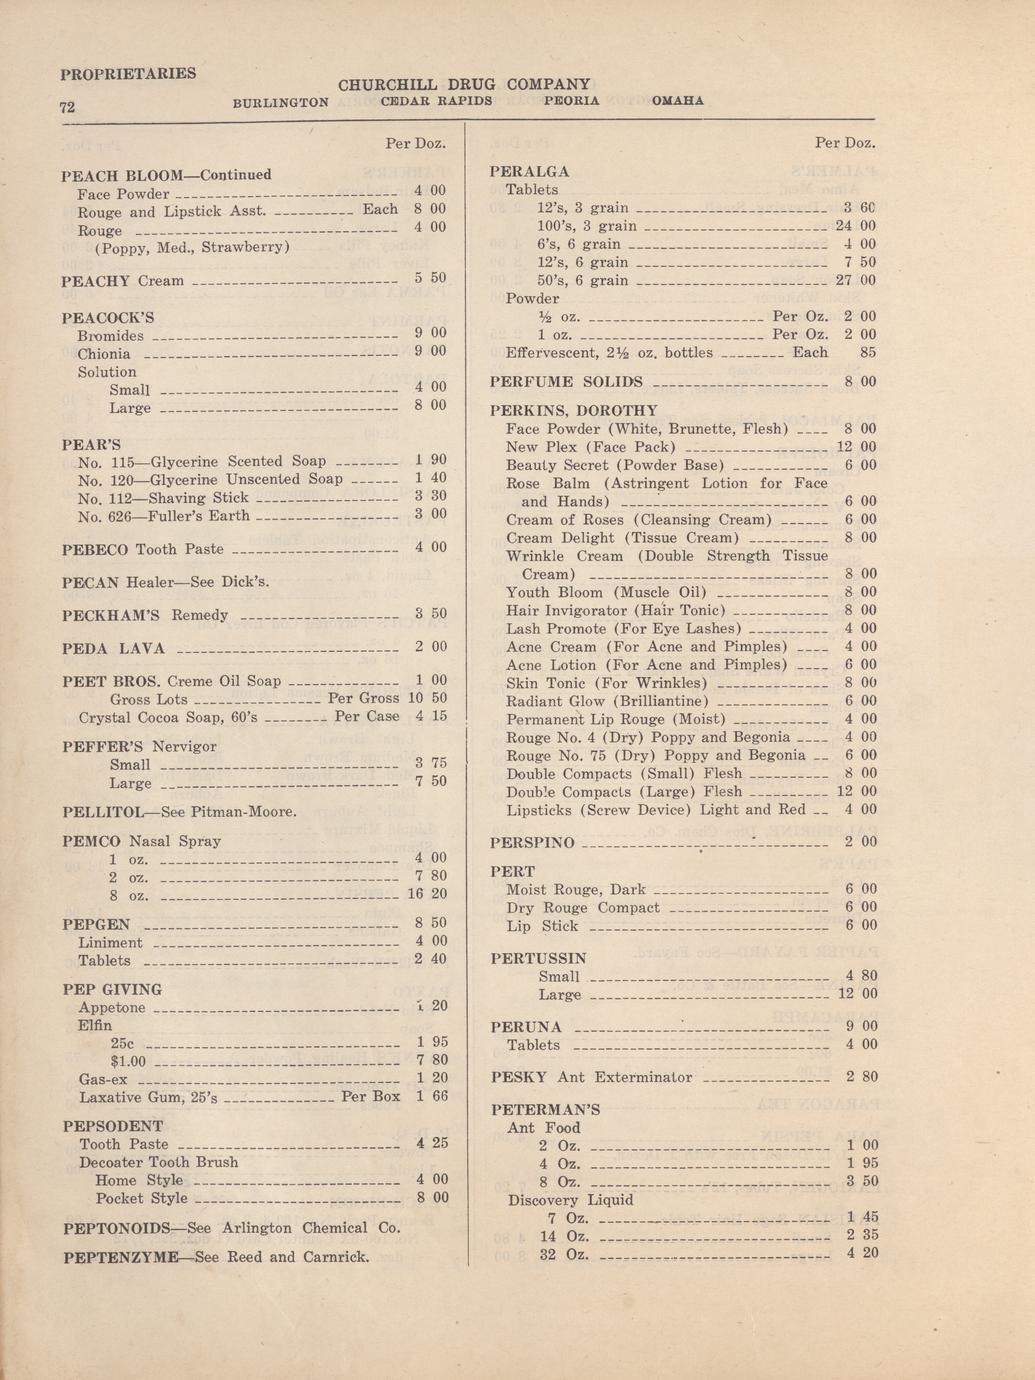 PROPRIETARIES
CHURCHILL DRUG COMPANY
72 BURLINGTON CEDAR RAPIDS PEORIA OMAHA
Per Doz.
PEACH BLOOM—Continued
Face Powder 4 00
Rouge and Lipstick Asst. Each 8 00
Rouge 4 00
(Poppy, Med., Strawberry)
PEACHY Cream 5 50
PEACOCK'S
Bromides 9 00
Chionia 9 00
Solution
Small 4 00
Large 8 00
PEAR'S
No. 115—Glycerine Scented Soap 1 90
No. 120—Glycerine Unscented Soap 1 40
No. 112—Shaving Stick 3 30
No. 626—Fuller's Earth 3 00
PEBECO Tooth Paste 4 00
PECAN Healer—See Dick's.
PECKHAM'S Remedy 3 50
PEDA LAVA 2 00
PEET BROS. Creme Oil Soap 1 00
Gross Lots Per Gross 10 50
Crystal Cocoa Soap, 60's Per Case 4 15
PEFFER'S Nervigor
Small 3 75
Large 7 50
PELLITOL—See Pitman-Moore.
PEMCO Nasal Spray
1 oz. 4 00
2 oz. 7 80
8 oz. 16 20
PEPGEN 8 50
Liniment 4 00
Tablets 2 40
PEP GIVING
Appetone 1 20
Elfin
25c 1 95
$1.00 7 80
Gas-ex 1 20
Laxative Gum, 25's Per Box 1 66
PEPSODENT
Tooth Paste 4 25
Decoater Tooth Brush
Home Style 4 00
Pocket Style 8 00
PEPTONOIDS—See Arlington Chemical Co.
PEPTENZYME—See Reed and Carnrick.
Per Doz.
PERALGA
Tablets
12's, 3 grain 3 60
100's, 3 grain 24 00
6's, 6 grain 4 00
12's, 6 grain 7 50
50's, 6 grain 27 00
Powder
½ oz. Per Oz. 2 00
1 oz. Per Oz. 2 00
Effervescent, 2½ oz. bottles Each 85
PERFUME SOLIDS 8 00
PERKINS, DOROTHY
Face Powder (White, Brunette, Flesh) 8 00
New Plex (Face Pack) 12 00
Beauty Secret (Powder Base) 6 00
Rose Balm (Astringent Lotion for Face
and Hands) 6 00
Cream of Roses (Cleansing Cream) 6 00
Cream Delight (Tissue Cream) 8 00
Wrinkle Cream (Double Strength Tissue
Cream) 8 00
Youth Bloom (Muscle Oil) 8 00
Hair Invigorator (Hair Tonic) 8 00
Lash Promote (For Eye Lashes) 4 00
Acne Cream (For Acne and Pimples) 4 00
Acne Lotion (For Acne and Pimples) 6 00
Skin Tonic (For Wrinkles) 8 00
Radiant Glow (Brilliantine) 6 00
Permanent Lip Rouge (Moist) 4 00
Rouge No. 4 (Dry) Poppy and Begonia 4 00
Rouge No. 75 (Dry) Poppy and Begonia 6 00
Double Compacts (Small) Flesh 8 00
Double Compacts (Large) Flesh 12 00
Lipsticks (Screw Device) Light and Red 4 00
PERSPINO 2 00
PERT
Moist Rouge, Dark 6 00
Dry Rouge Compact 6 00
Lip Stick 6 00
PERTUSSIN
Small 4 80
Large 12 00
PERUNA 9 00
Tablets 4 00
PESKY Ant Exterminator 2 80
PETERMAN'S
Ant Food
2 Oz. 1 00
4 Oz. 1 95
8 Oz. 3 50
Discovery Liquid
7 Oz. 1 45
14 Oz. 2 35
32 Oz. 4 20